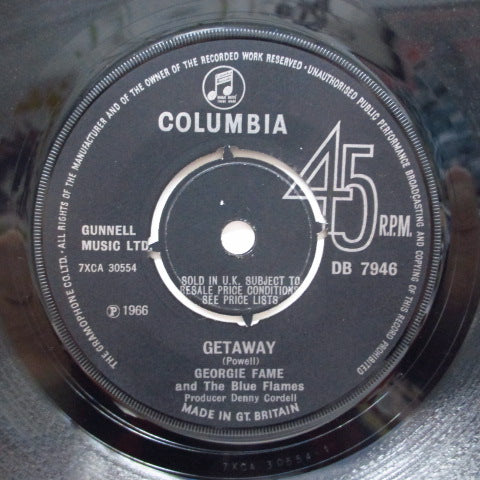 THE GRAMOPHONE CO. LTD. ALL RIGHTS OF THE MANUFACTURER AND OF THE OWNER OF THE RECORDED WORK RESERVED · UNAUTHORISED PUBLIC PERFORMANCE BROADCASTING AND COPYING OF THIS RECORD PROHIBITED
COLUMBIA
45
R.P.M.
GUNNELL
MUSIC LTD.
7XCA 30554
DB 7946
SOLD IN U.K. SUBJECT TO
RESALE PRICE CONDITIONS
SEE PRICE LISTS
Ⓟ 1966
GETAWAY
(Powell)
GEORGIE FAME
and The Blue Flames
Producer Denny Cordell
MADE IN GT. BRITAIN
7XCA 30554 1